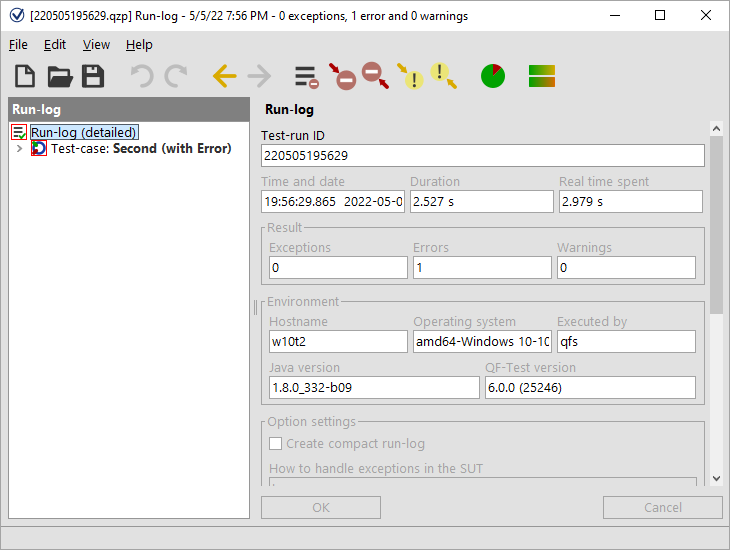 [220505195629.qzp] Run-log - 5/5/22 7:56 PM - 0 exceptions, 1 error and 0 warnings
File Edit View Help
Run-log
Run-log (detailed)
Test-case: Second (with Error)
Run-log
Test-run ID
220505195629
Time and date Duration Real time spent
19:56:29.865 2022-05-0 2.527 s 2.979 s
Result
Exceptions Errors Warnings
0 1 0
Environment
Hostname Operating system Executed by
w10t2 amd64-Windows 10-10 qfs
Java version QF-Test version
1.8.0_332-b09 6.0.0 (25246)
Option settings
Create compact run-log
How to handle exceptions in the SUT
OK Cancel